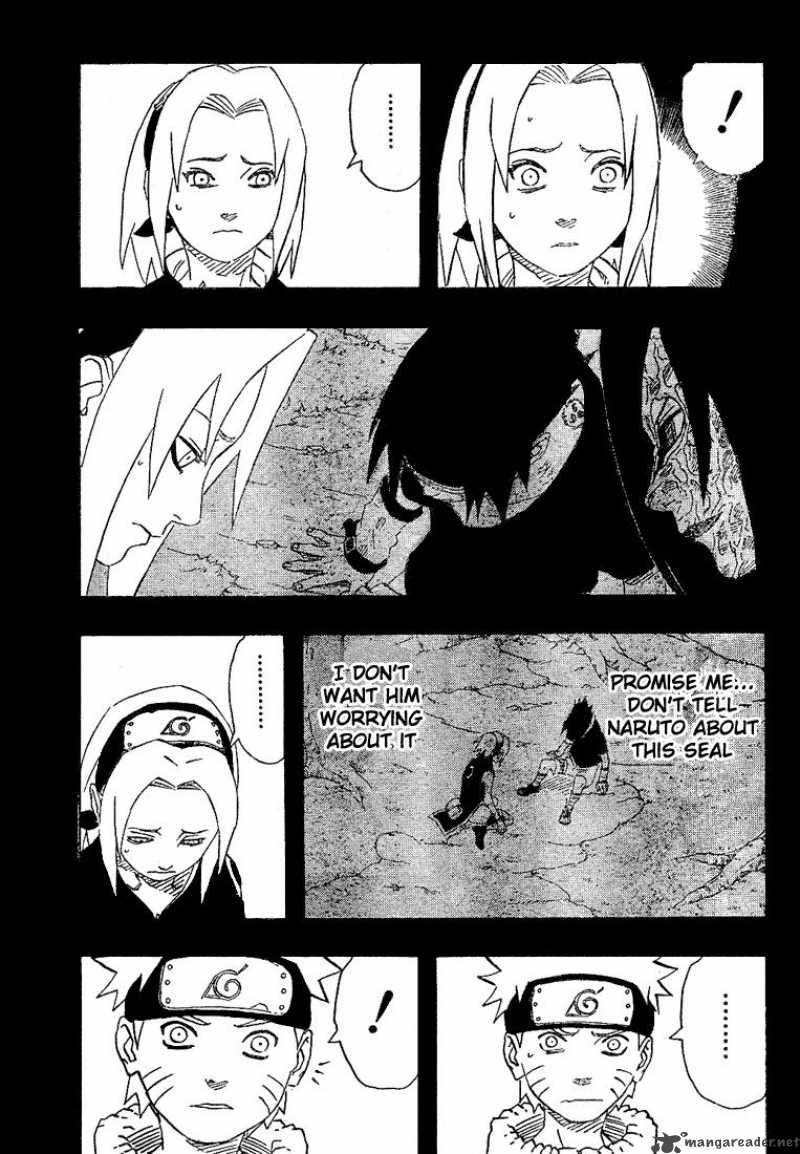 !
........
PROMISE ME...
DON'T TELL
NARUTO ABOUT
THIS SEAL
I DON'T
WANT HIM
WORRYING
ABOUT IT
........
........
!
mangareader.net